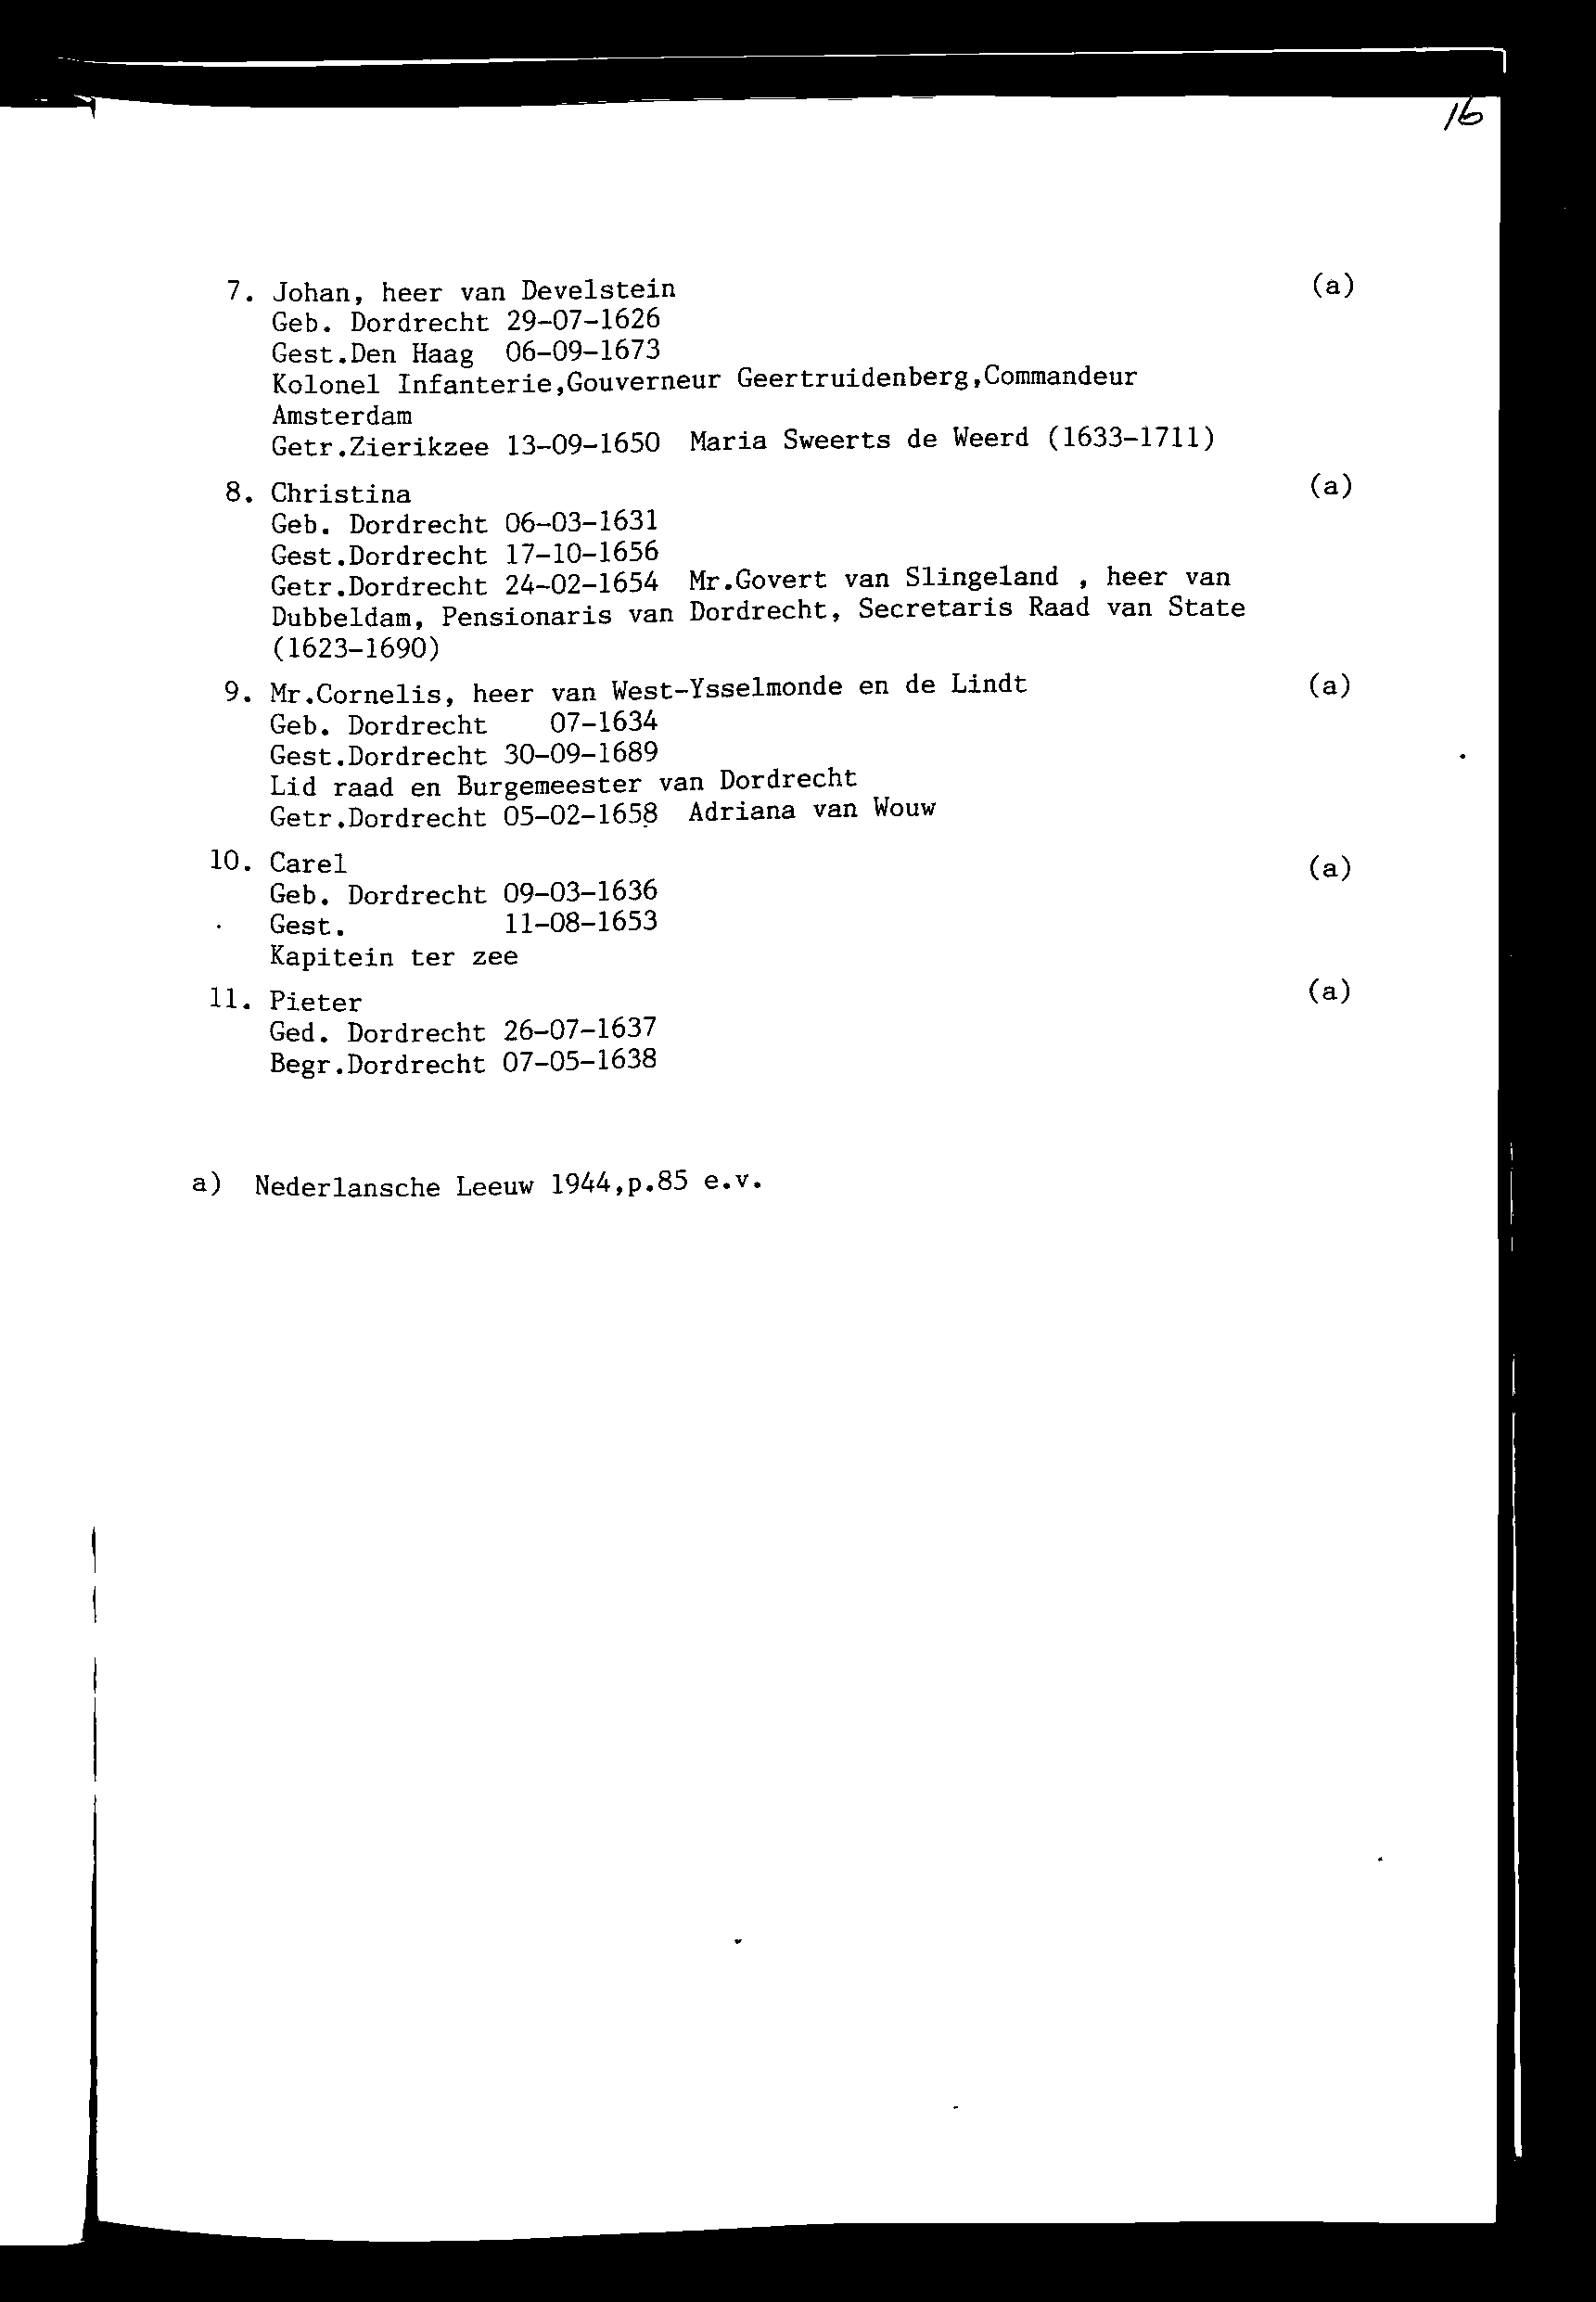 16
7. Johan, heer van Develstein (a)
Geb. Dordrecht 29-07-1626
Gest.Den Haag 06-09-1673
Kolonel Infanterie,Gouverneur Geertruidenberg,Commandeur
Amsterdam
Getr.Zierikzee 13-09-1650 Maria Sweerts de Weerd (1633-1711)
8. Christina (a)
Geb. Dordrecht 06-03-1631
Gest.Dordrecht 17-10-1656
Getr.Dordrecht 24-02-1654 Mr.Govert van Slingeland , heer van
Dubbeldam, Pensionaris van Dordrecht, Secretaris Raad van State
(1623-1690)
9. Mr.Cornelis, heer van West-Ysselmonde en de Lindt (a)
Geb. Dordrecht 07-1634
Gest.Dordrecht 30-09-1689
Lid raad en Burgemeester van Dordrecht
Getr.Dordrecht 05-02-1658 Adriana van Wouw
10. Carel (a)
Geb. Dordrecht 09-03-1636
Gest. 11-08-1653
Kapitein ter zee
11. Pieter (a)
Ged. Dordrecht 26-07-1637
Begr.Dordrecht 07-05-1638
a) Nederlansche Leeuw 1944,p.85 e.v.